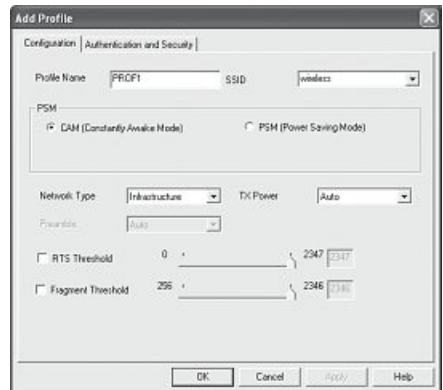 Add Profile
Configuration Authentication and Security
Profile Name PROF1 SSID wireless
PSM
CAM (Constantly Awake Mode) PSM (Power Saving Mode)
Network Type Infrastructure TX Power Auto
Preamble Auto
RTS Threshold 0 2347 2347
Fragment Threshold 256 2346 2346
OK Cancel Apply Help